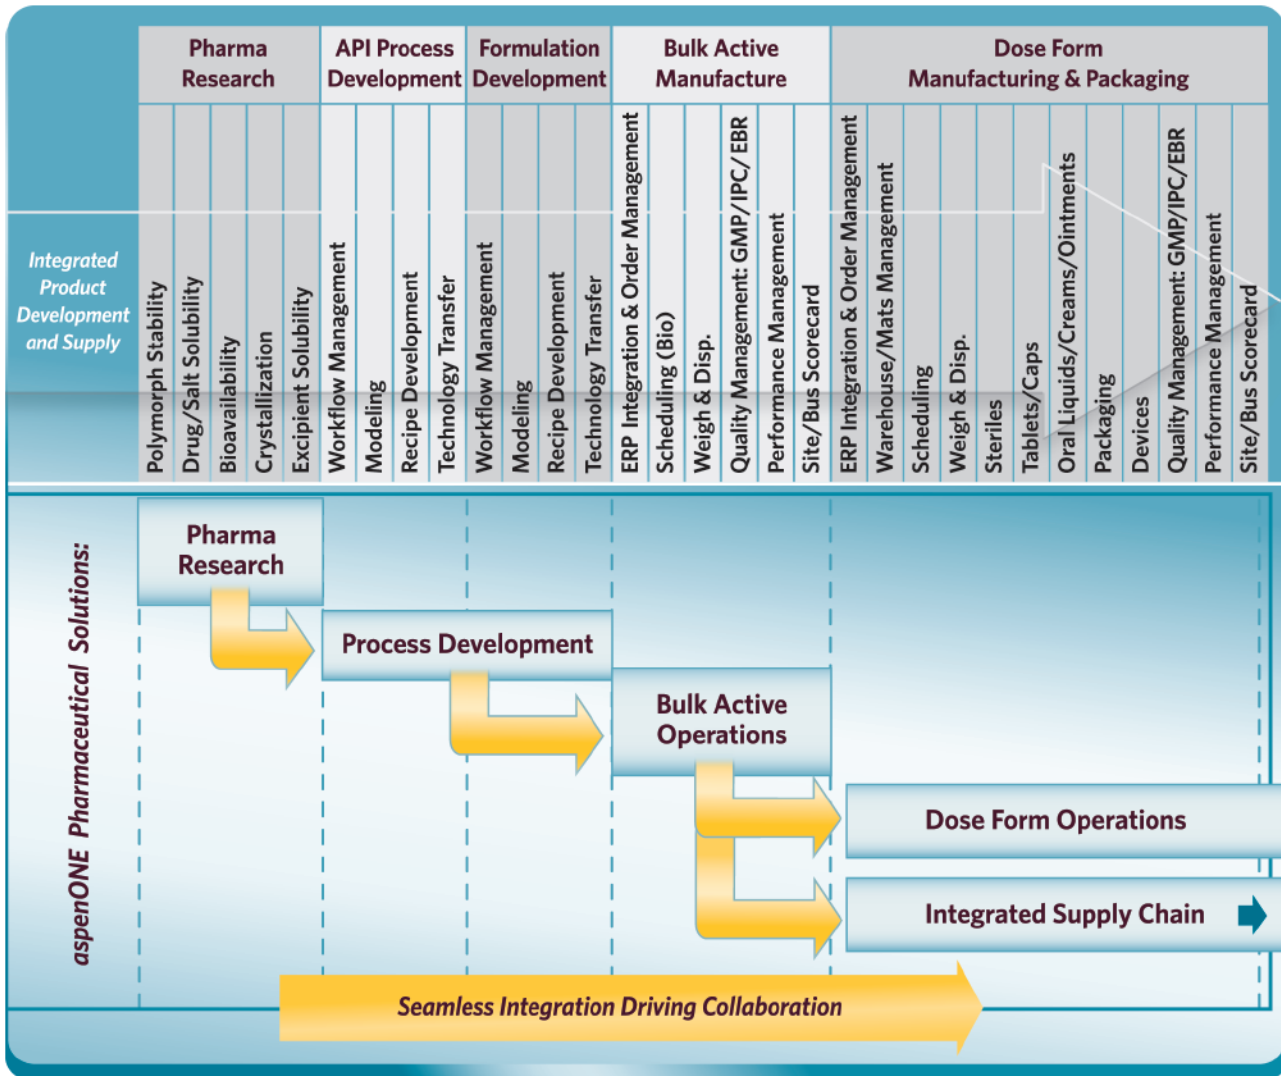 Pharma
Research
API Process
Development
Formulation
Development
Bulk Active
Manufacture
Dose Form
Manufacturing & Packaging
Integrated
Product
Development
and Supply
Polymorph Stability
Drug/Salt Solubility
Bioavailability
Crystallization
Excipient Solubility
Workflow Management
Modeling
Recipe Development
Technology Transfer
Workflow Management
Modeling
Recipe Development
Technology Transfer
ERP Integration & Order Management
Scheduling (Bio)
Weigh & Disp.
Quality Management: GMP/IPC/EBR
Performance Management
Site/Bus Scorecard
ERP Integration & Order Management
Warehouse/Mats Management
Scheduling
Weigh & Disp.
Steriles
Tablets/Caps
Oral Liquids/Creams/Ointments
Packaging
Devices
Quality Management: GMP/IPC/EBR
Performance Management
Site/Bus Scorecard
aspenONE Pharmaceutical Solutions:
Pharma
Research
Process Development
Bulk Active
Operations
Dose Form Operations
Integrated Supply Chain
Seamless Integration Driving Collaboration